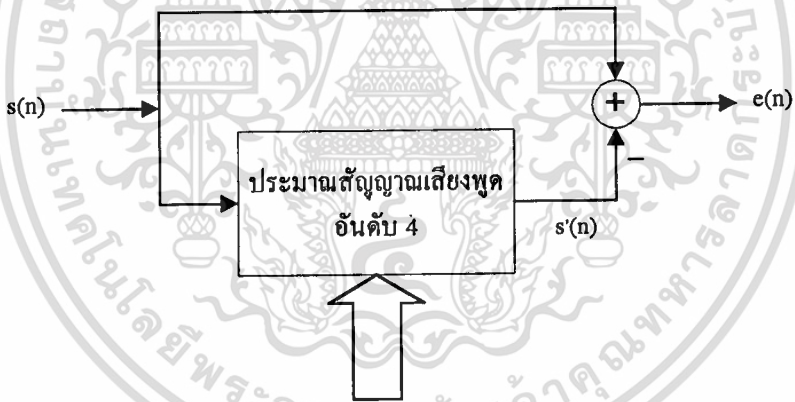 s(n)
+
e(n)
–
ประมาณสัญญาณเสียงพูด
อันดับ 4
s'(n)